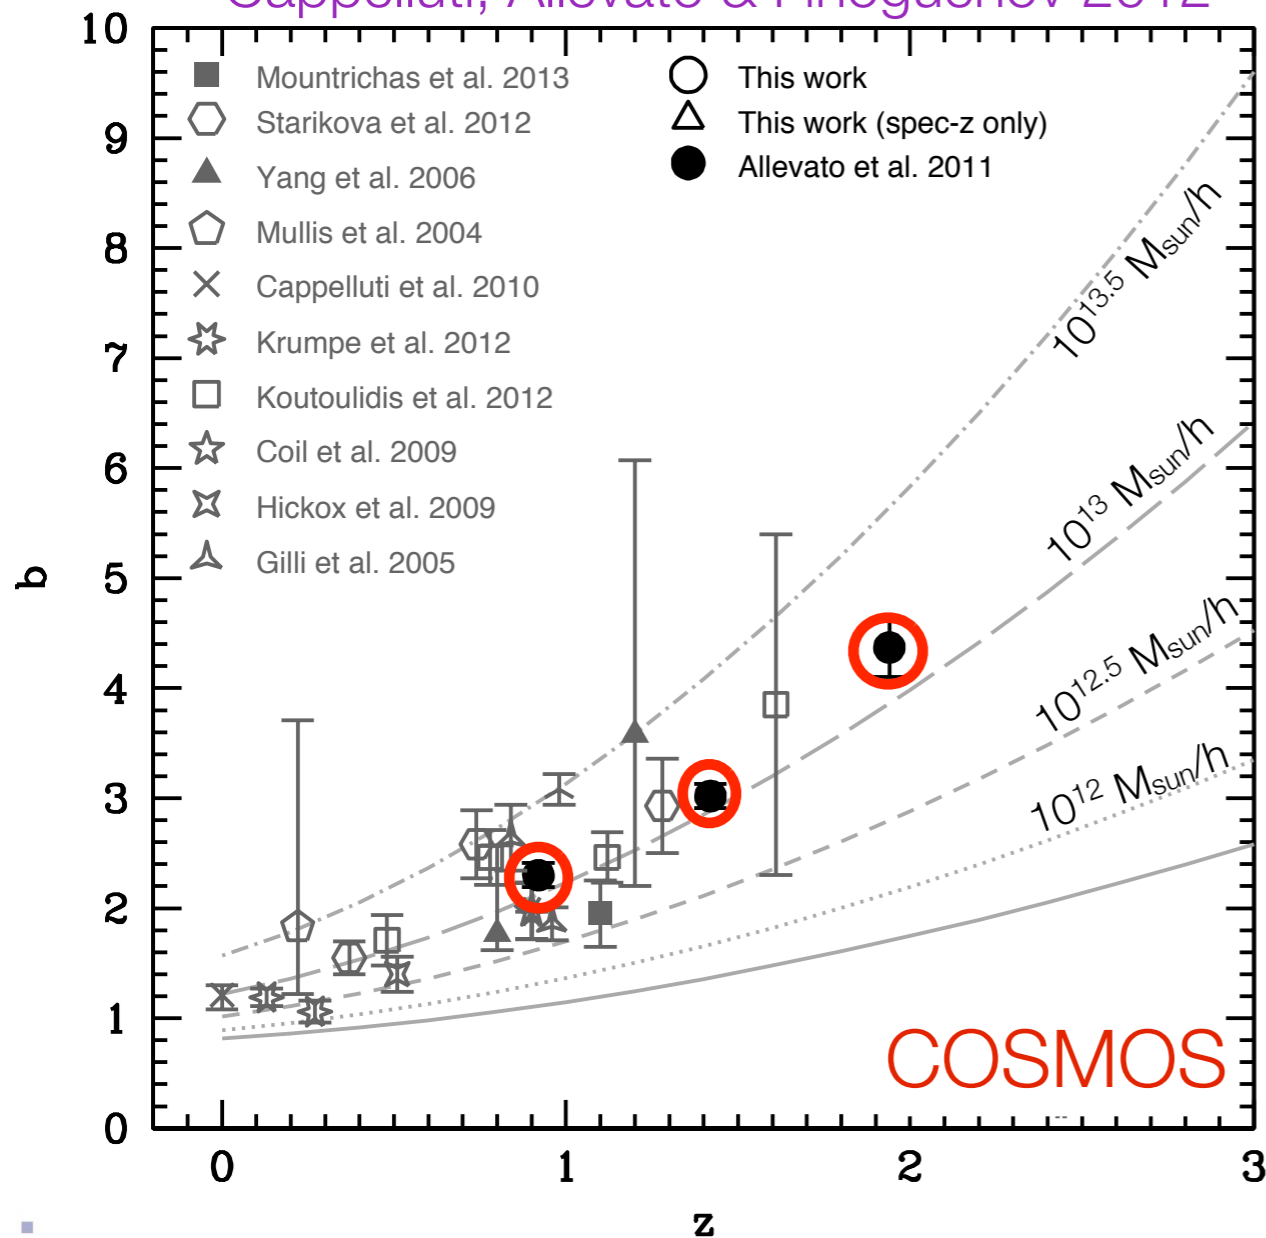 Cappelluti, Allevato & Finoguenov 2012
10
Mountrichas et al. 2013
Starikova et al. 2012
Yang et al. 2006
Mullis et al. 2004
Cappelluti et al. 2010
Krumpe et al. 2012
Koutoulidis et al. 2012
Coil et al. 2009
Hickox et al. 2009
Gilli et al. 2005
This work
This work (spec-z only)
Allevato et al. 2011
9
8
7
6
5
4
3
2
1
0
b
10^13.5 Msun/h
10^13 Msun/h
10^12.5 Msun/h
10^12 Msun/h
COSMOS
0 1 2 3
z